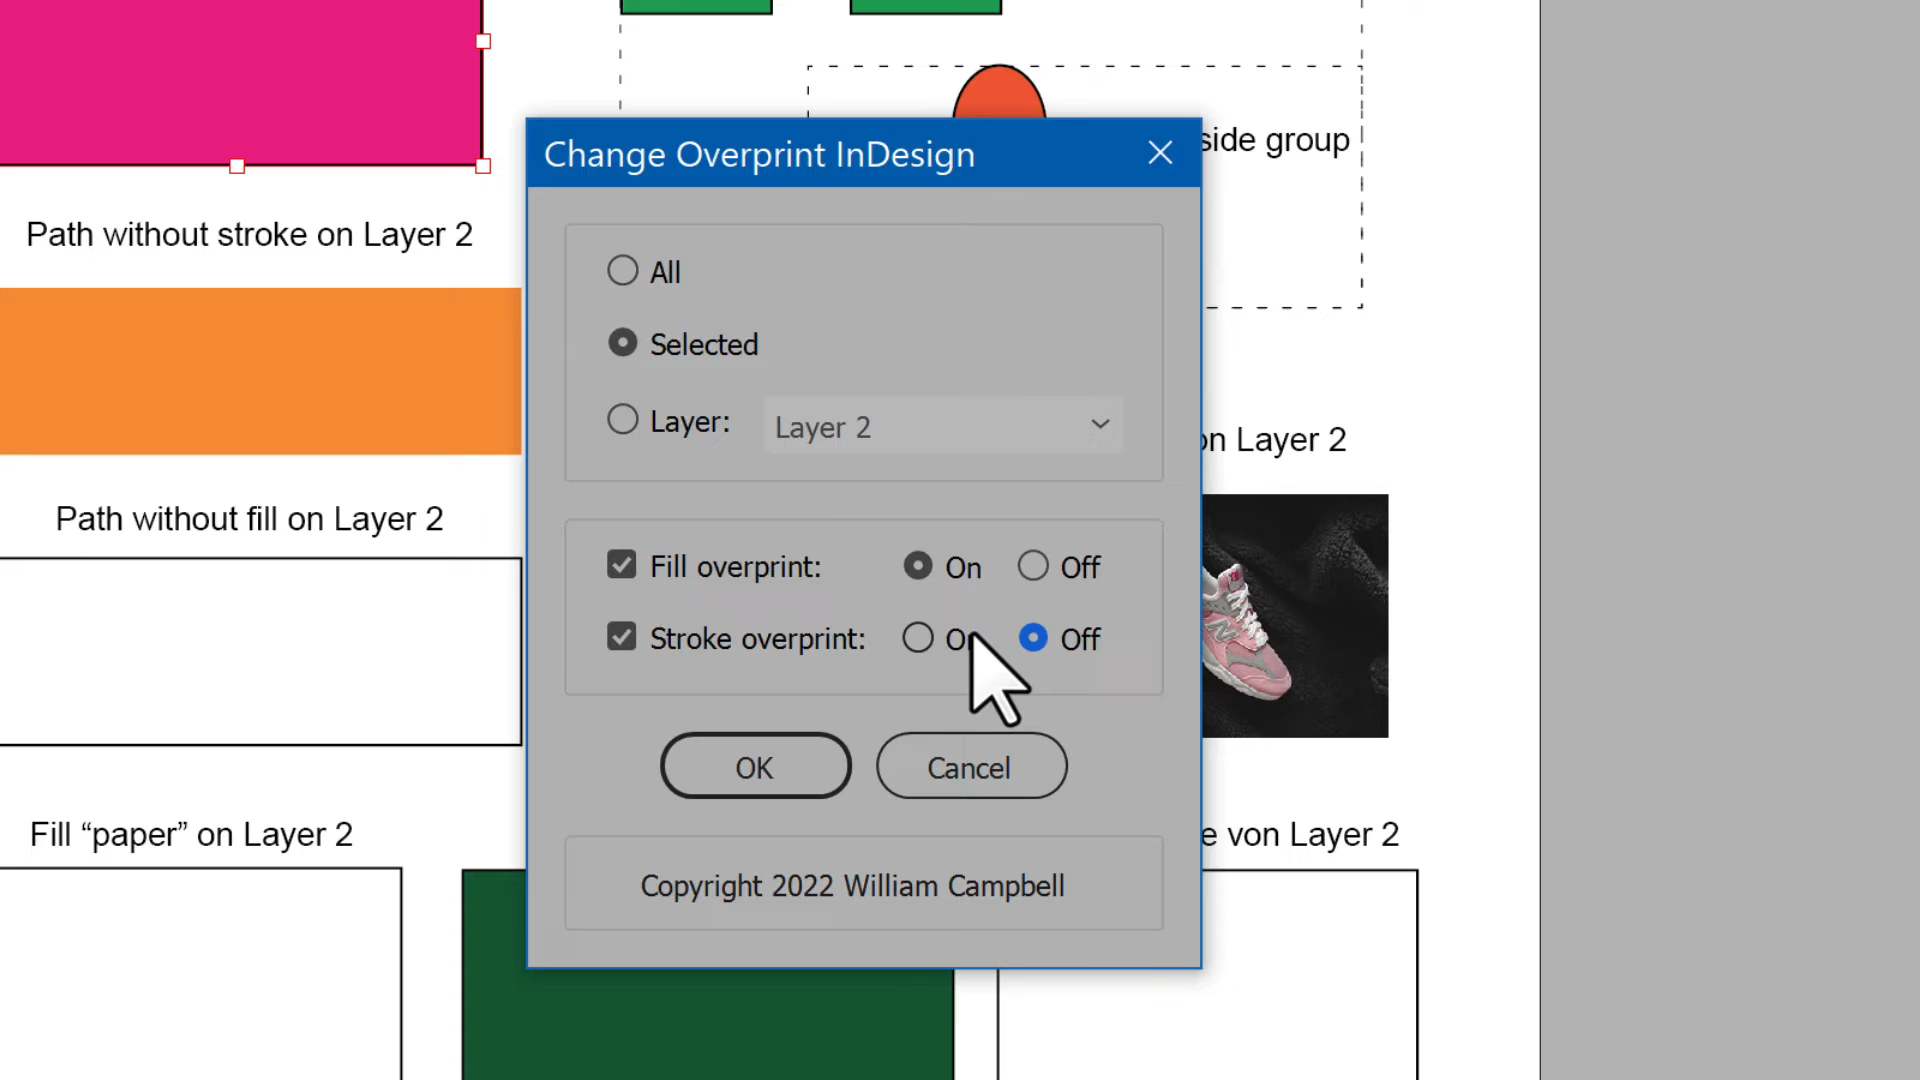 side group
Change Overprint InDesign
Path without stroke on Layer 2
All
Selected
Layer: Layer 2
on Layer 2
Path without fill on Layer 2
Fill overprint: On Off
Stroke overprint: On Off
OK Cancel
Fill “paper” on Layer 2
e von Layer 2
Copyright 2022 William Campbell